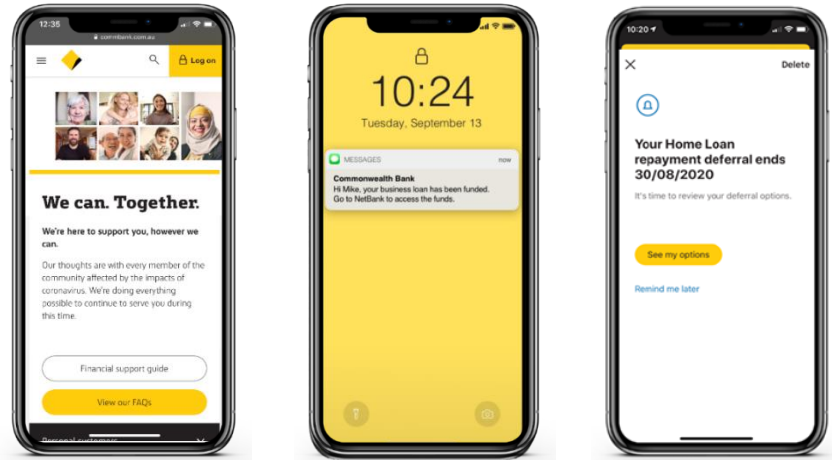 12:35
commbank.com.au
Log on
We can. Together.
We're here to support you, however we
can.
Our thoughts are with every member of the
community affected by the impacts of
coronavirus. We're doing everything
possible to continue to serve you during
this time.
Financial support guide
View our FAQs
Personal customers
10:24
Tuesday, September 13
MESSAGES
now
Commonwealth Bank
Hi Mike, your business loan has been funded.
Go to NetBank to access the funds.
10:20
Delete
Your Home Loan
repayment deferral ends
30/08/2020
It's time to review your deferral options.
See my options
Remind me later